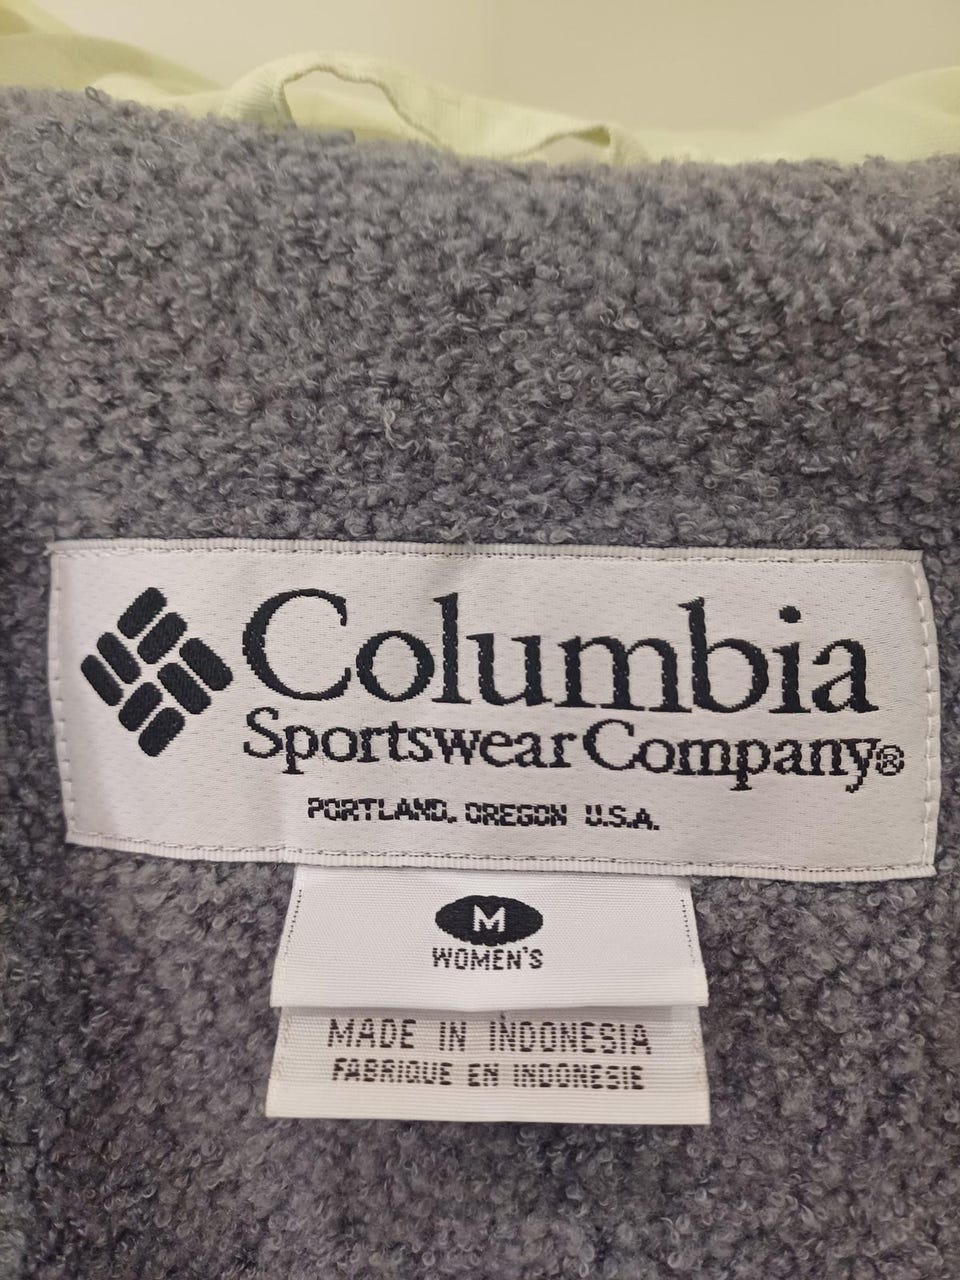 Columbia
Sportswear Company®
PORTLAND, OREGON U.S.A.
M
WOMEN'S
MADE IN INDONESIA
FABRIQUE EN INDONESIE